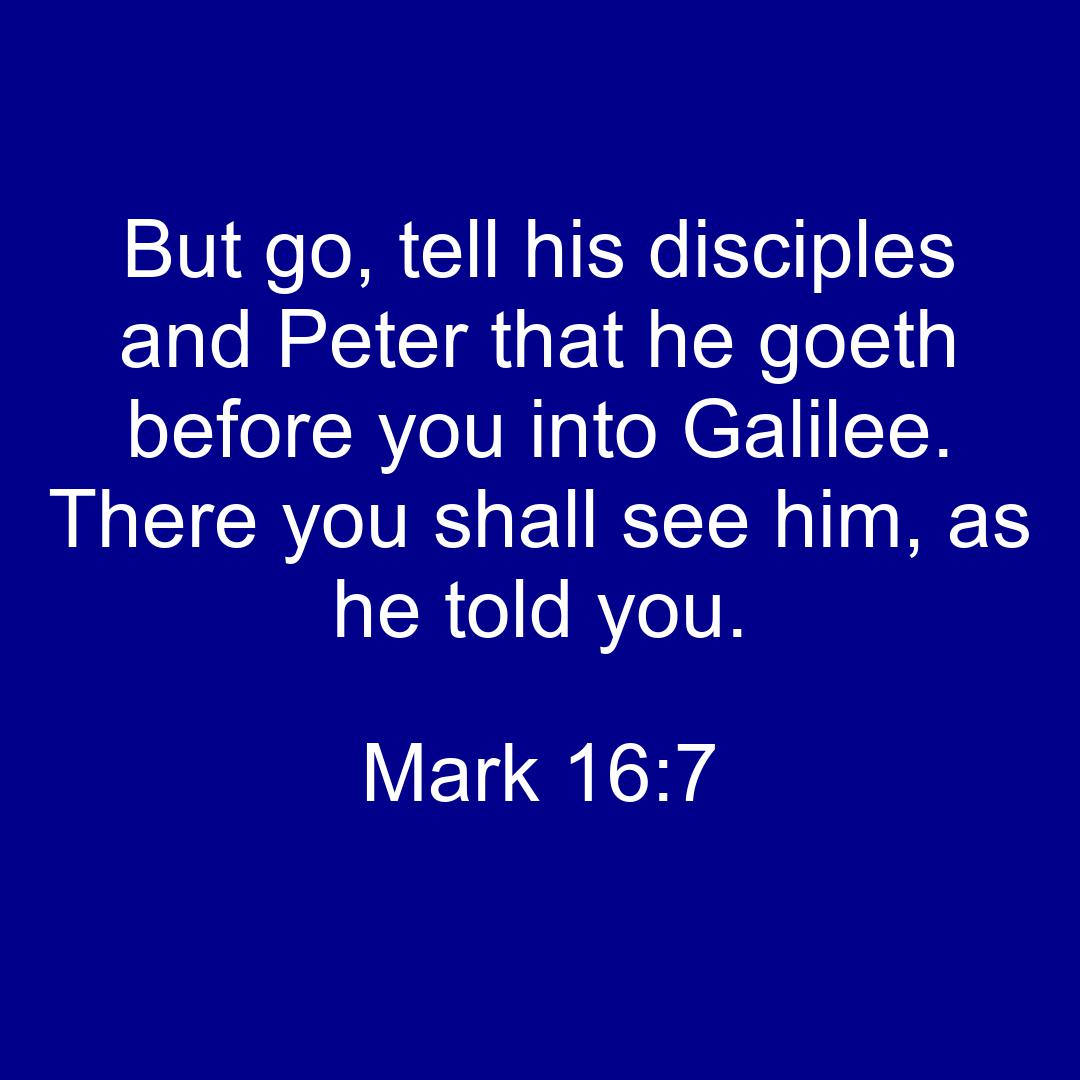 But go, tell his disciples
and Peter that he goeth
before you into Galilee.
There you shall see him, as
he told you.
Mark 16:7